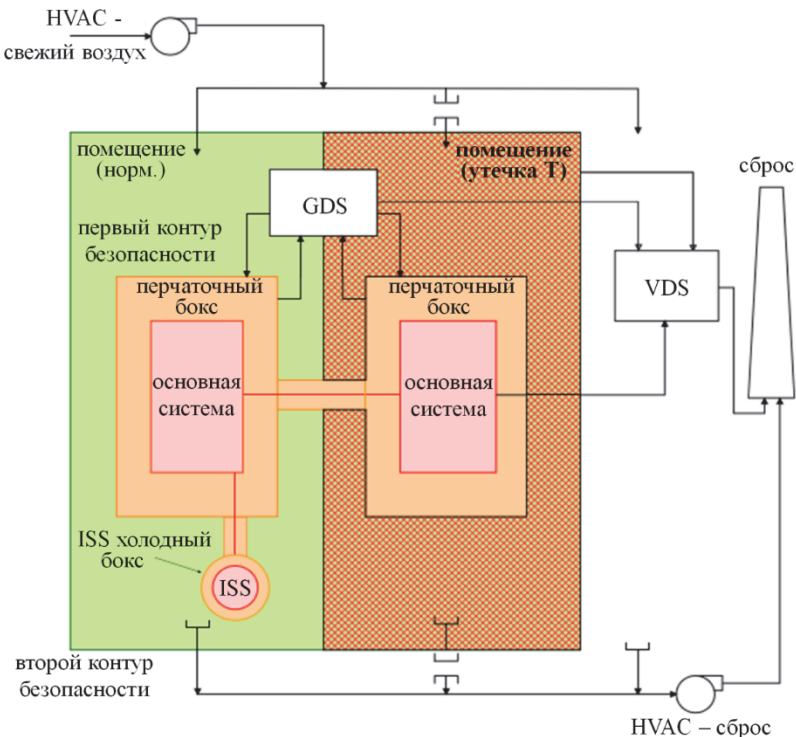 HVAC -
свежий воздух
помещение
(норм.)
помещение
(утечка T)
сброс
GDS
первый контур
безопасности
перчаточный
бокс
перчаточный
бокс
VDS
основная
система
основная
система
ISS холодный
бокс
ISS
второй контур
безопасности
HVAC – сброс